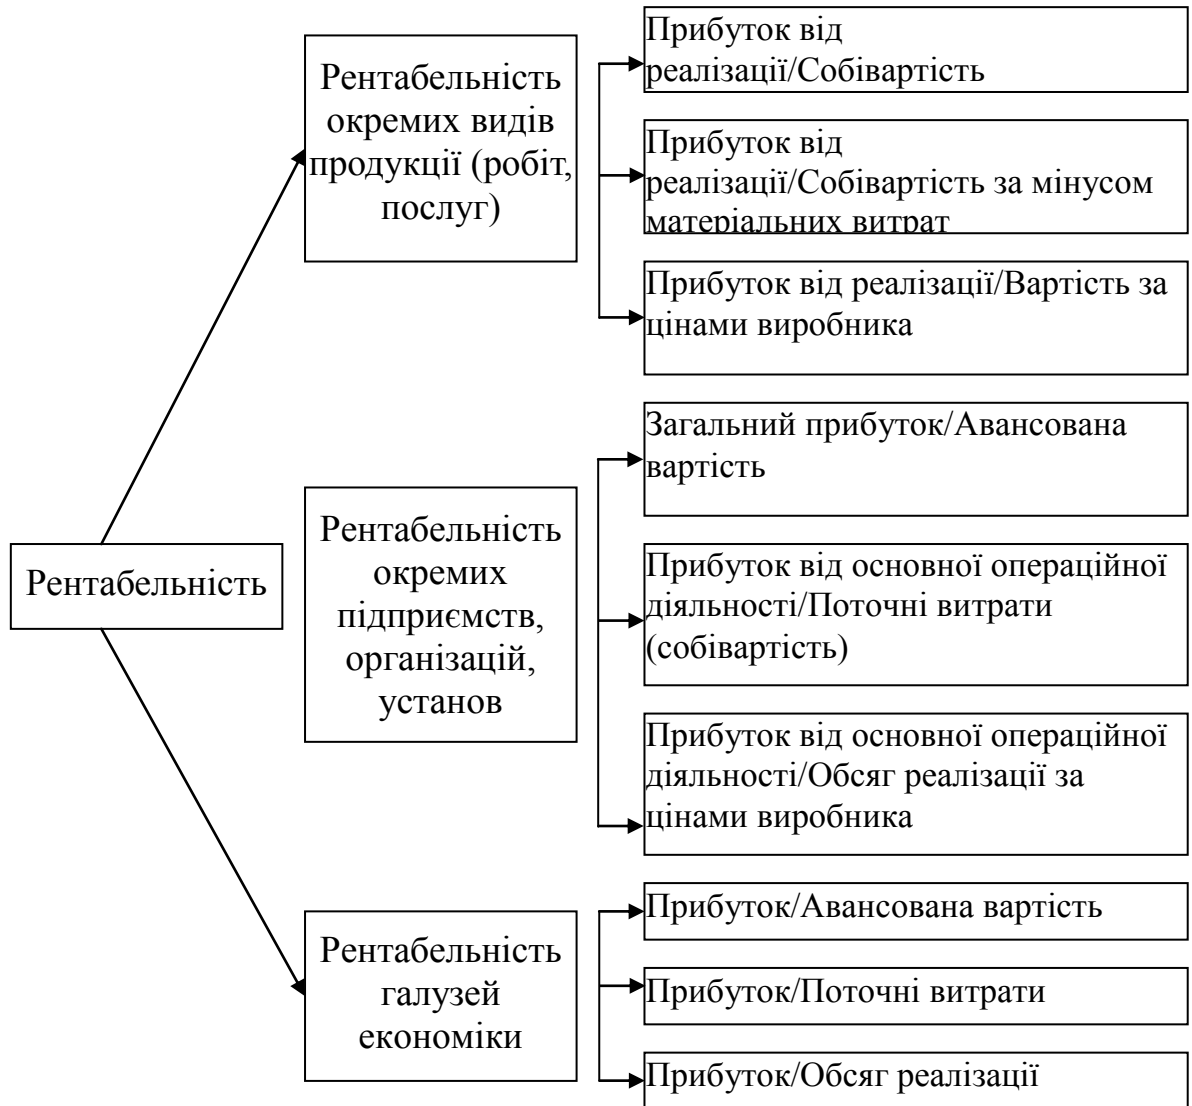 Рентабельність
Рентабельність
окремих видів
продукції (робіт,
послуг)
Прибуток від
реалізації/Собівартість
Прибуток від
реалізації/Собівартість за мінусом
матеріальних витрат
Прибуток від реалізації/Вартість за
цінами виробника
Рентабельність
окремих
підприємств,
організацій,
установ
Загальний прибуток/Авансована
вартість
Прибуток від основної операційної
діяльності/Поточні витрати
(собівартість)
Прибуток від основної операційної
діяльності/Обсяг реалізації за
цінами виробника
Рентабельність
галузей
економіки
Прибуток/Авансована вартість
Прибуток/Поточні витрати
Прибуток/Обсяг реалізації